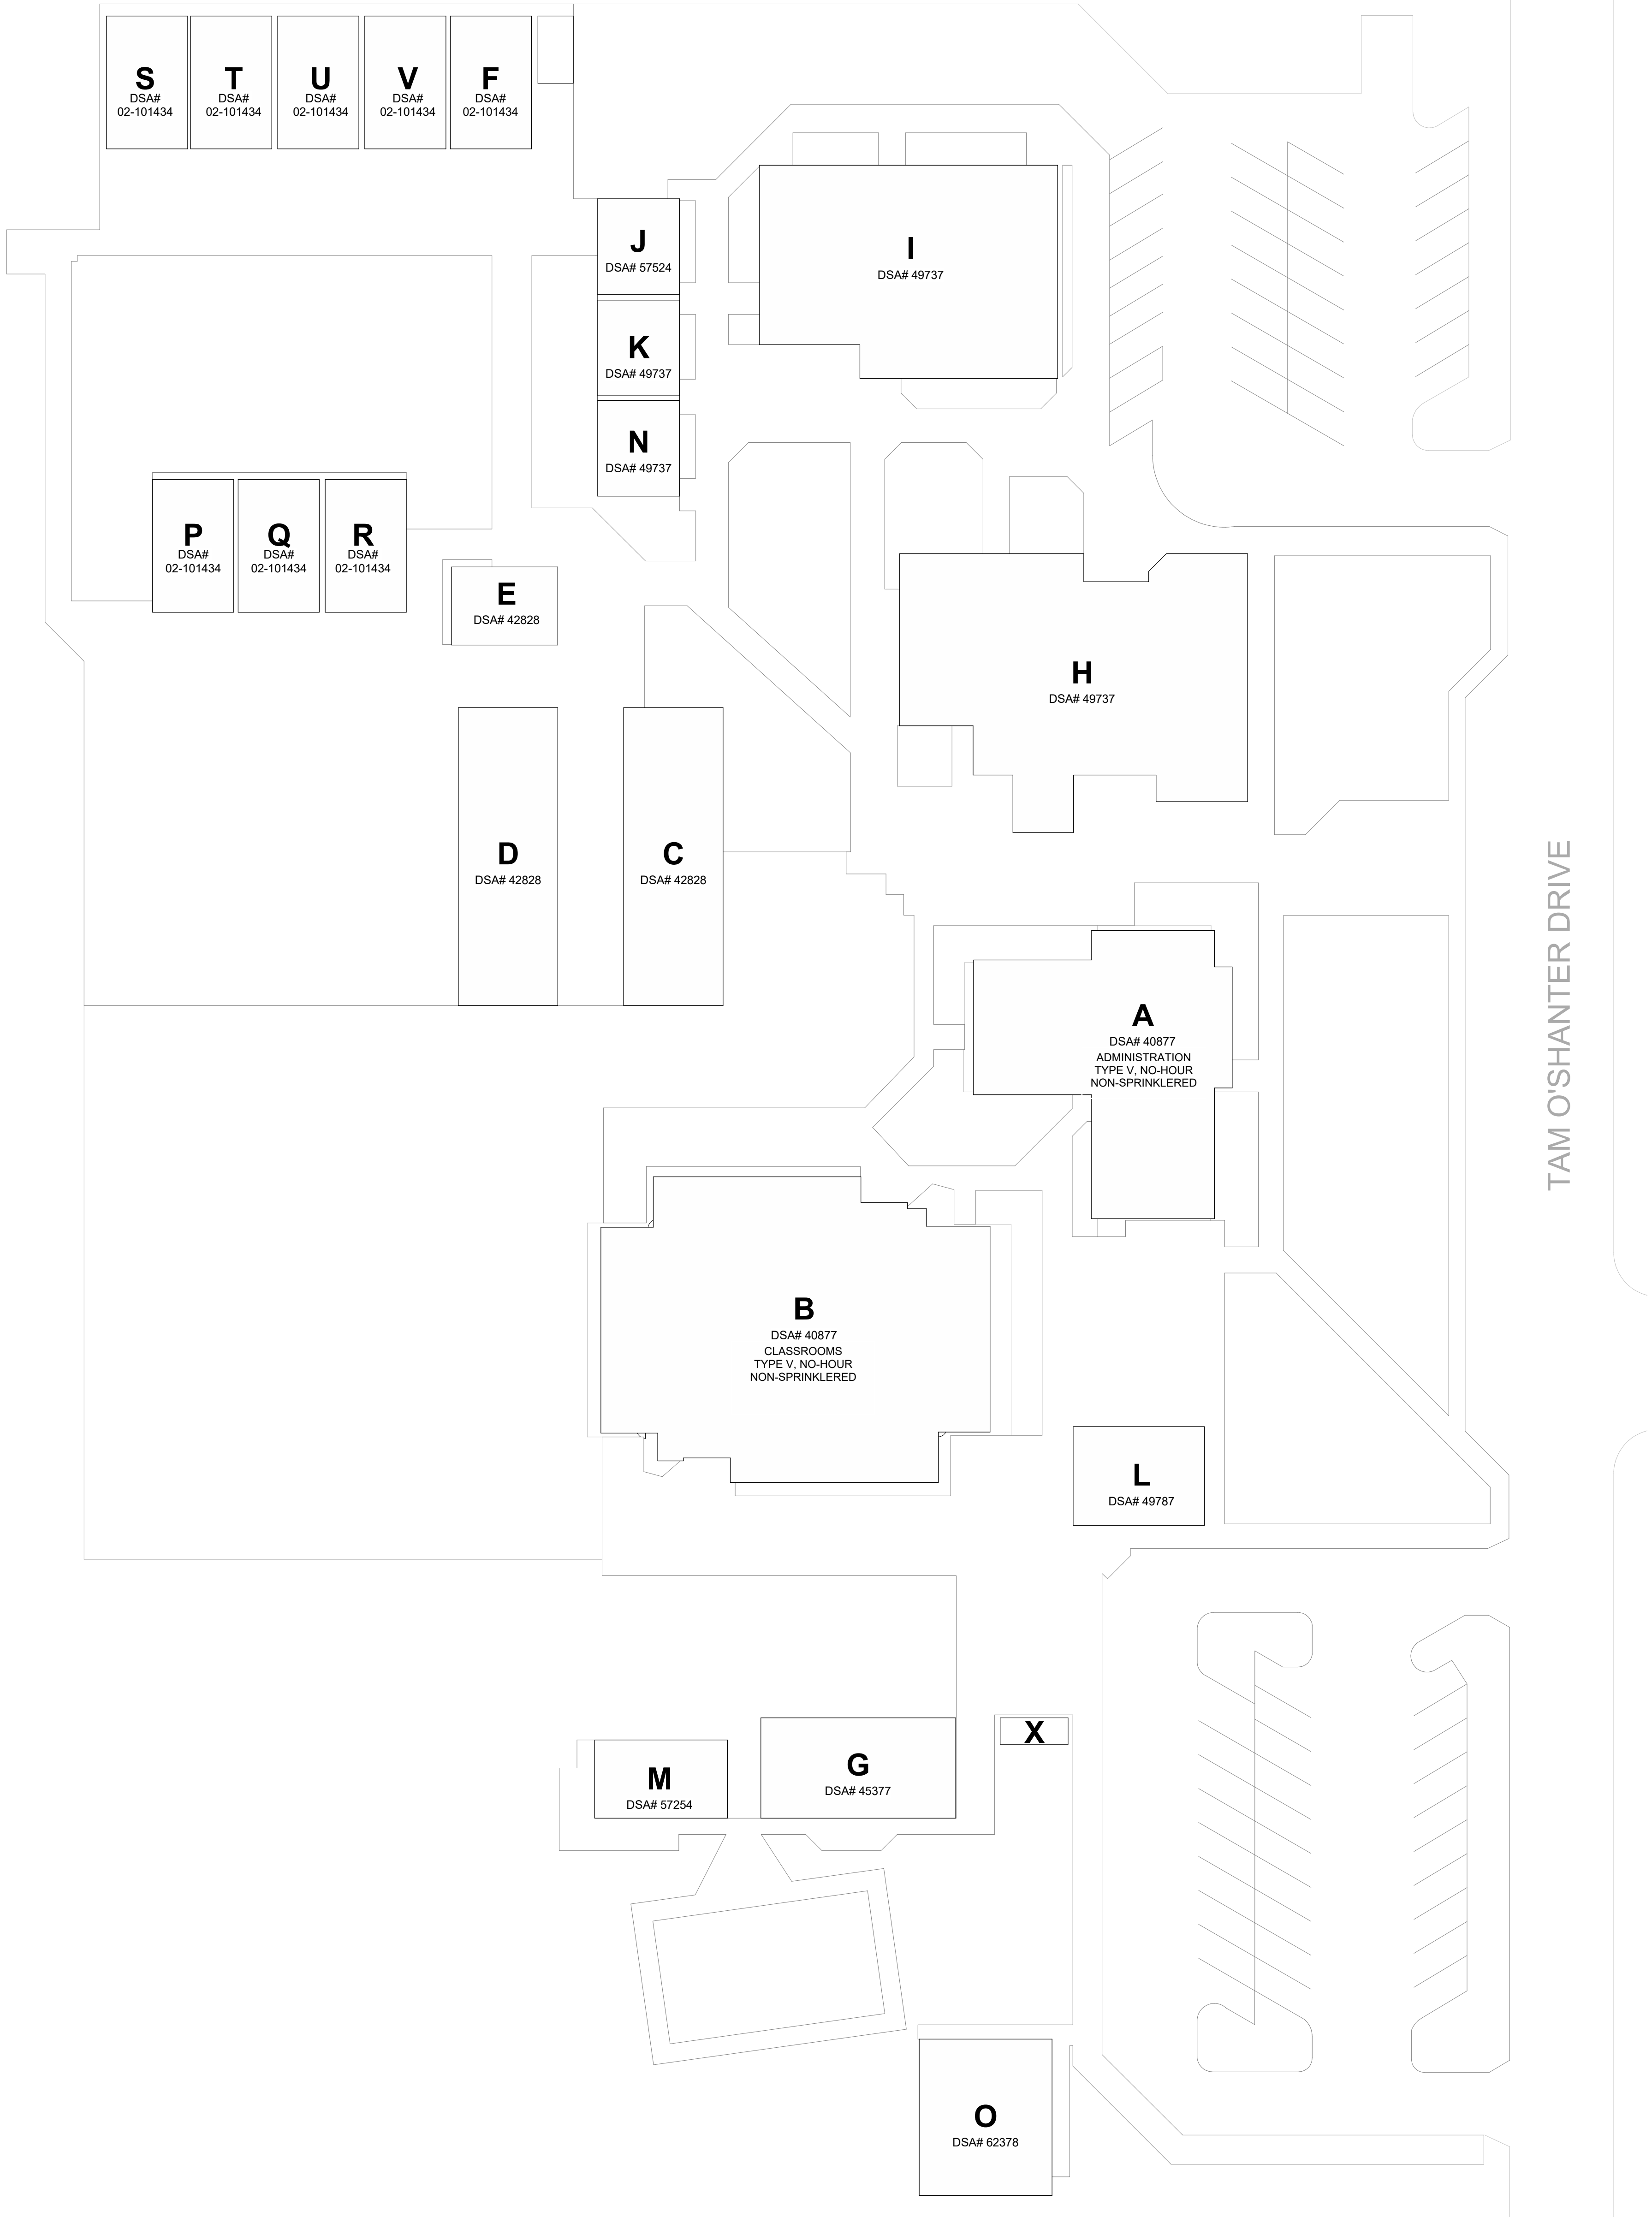 S
DSA#
02-101434
T
DSA#
02-101434
U
DSA#
02-101434
V
DSA#
02-101434
F
DSA#
02-101434
J
DSA# 57524
I
DSA# 49737
K
DSA# 49737
N
DSA# 49737
P
DSA#
02-101434
Q
DSA#
02-101434
R
DSA#
02-101434
E
DSA# 42828
H
DSA# 49737
D
DSA# 42828
C
DSA# 42828
A
DSA# 40877
ADMINISTRATION
TYPE V, NO-HOUR
NON-SPRINKLERED
TAM O'SHANTER DRIVE
B
DSA# 40877
CLASSROOMS
TYPE V, NO-HOUR
NON-SPRINKLERED
L
DSA# 49787
X
M
DSA# 57254
G
DSA# 45377
O
DSA# 62378